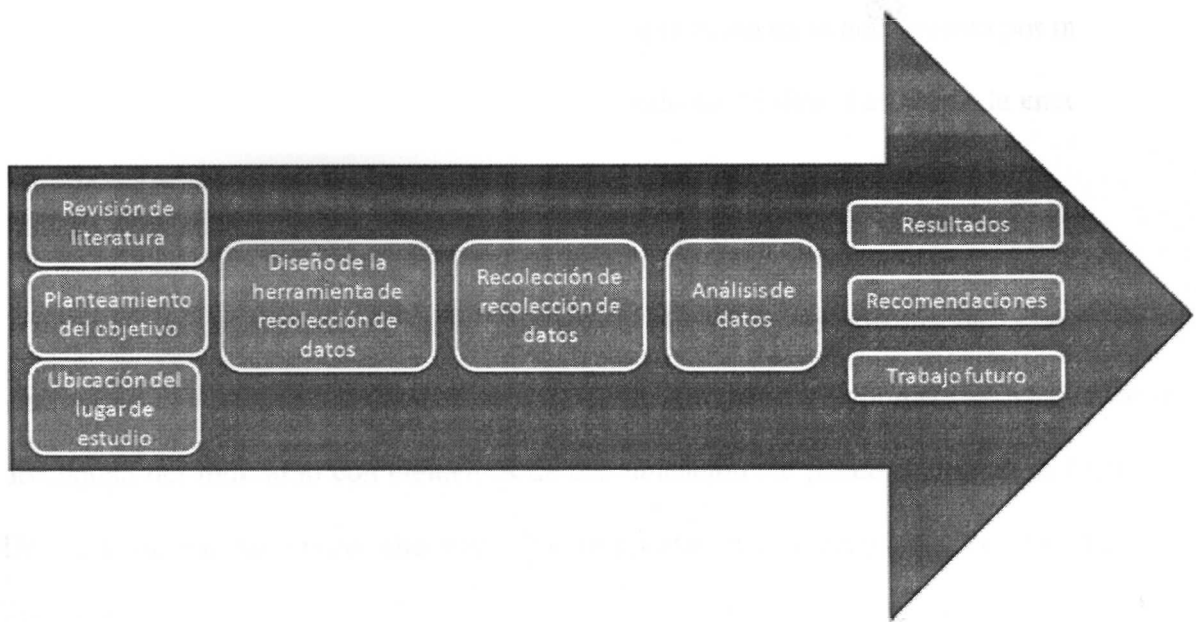 Revisión de
literatura
Planteamiento
del objetivo
Ubicación del
lugar de
estudio
Diseño de la
herramienta de
recolección de
datos
Recolección de
recolección de
datos
Análisis de
datos
Resultados
Recomendaciones
Trabajo futuro